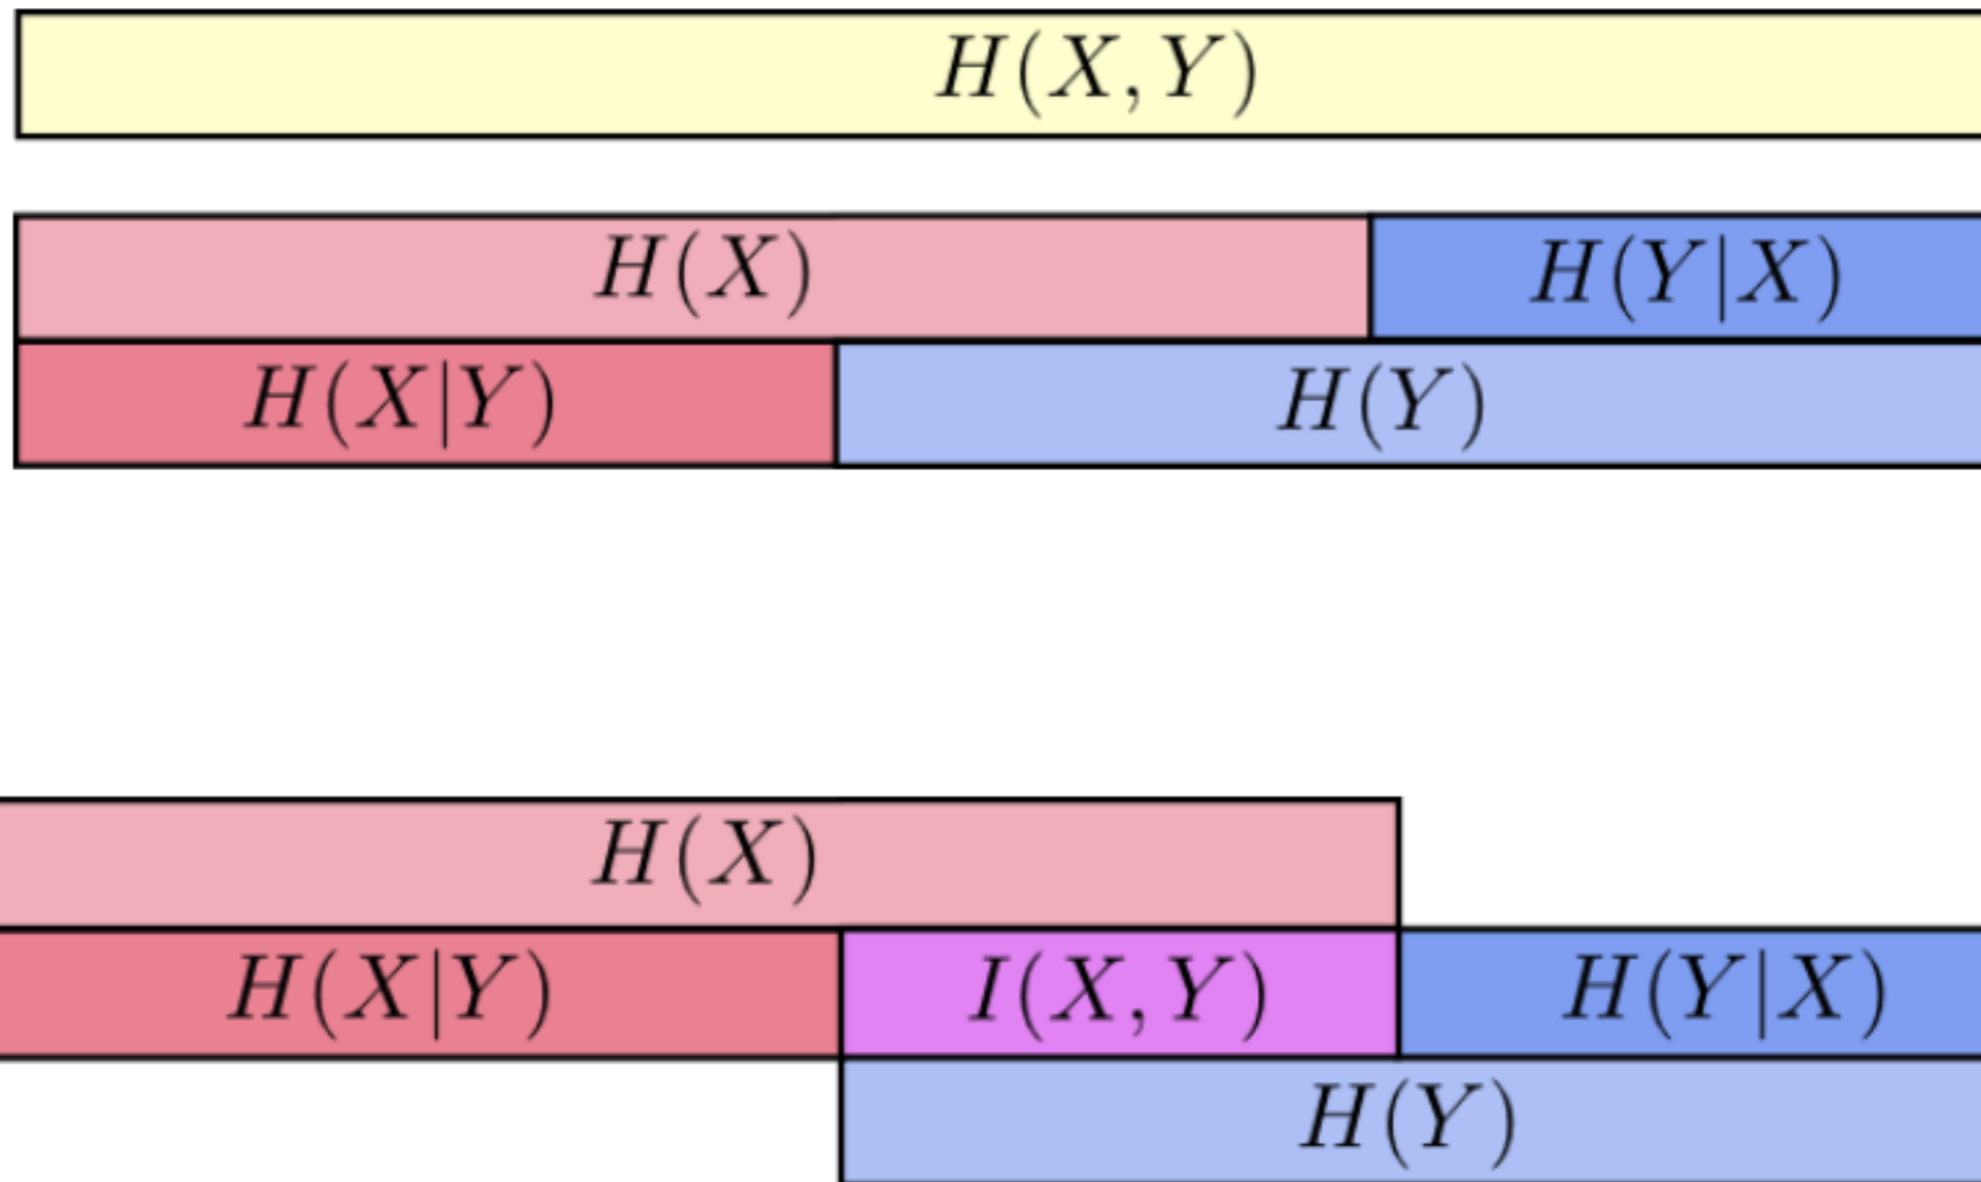 H(X, Y)
H(X) H(Y|X)
H(X|Y) H(Y)
H(X)
H(X|Y) I(X, Y) H(Y|X)
H(Y)